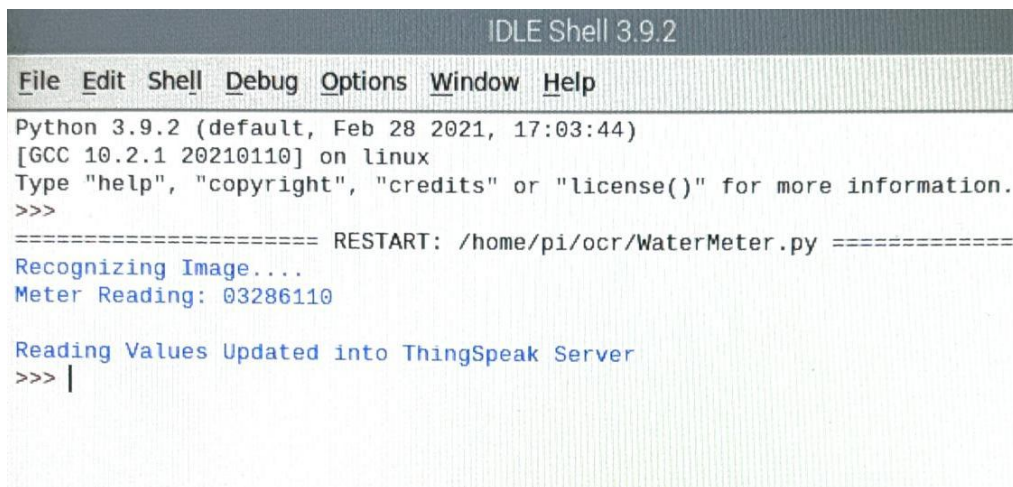 IDLE Shell 3.9.2
File Edit Shell Debug Options Window Help
Python 3.9.2 (default, Feb 28 2021, 17:03:44)
[GCC 10.2.1 20210110] on linux
Type "help", "copyright", "credits" or "license()" for more information.
>>>
====================== RESTART: /home/pi/ocr/WaterMeter.py =============
Recognizing Image....
Meter Reading: 03286110
Reading Values Updated into ThingSpeak Server
>>>